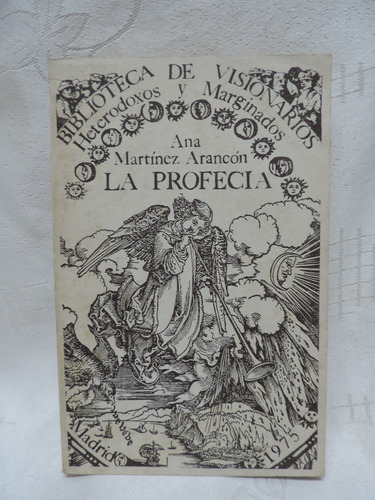 BIBLIOTECA DE VISIONARIOS
Heterodoxos y Marginados
Ana
Martínez Arancón
LA PROFECIA
Madrid
1975